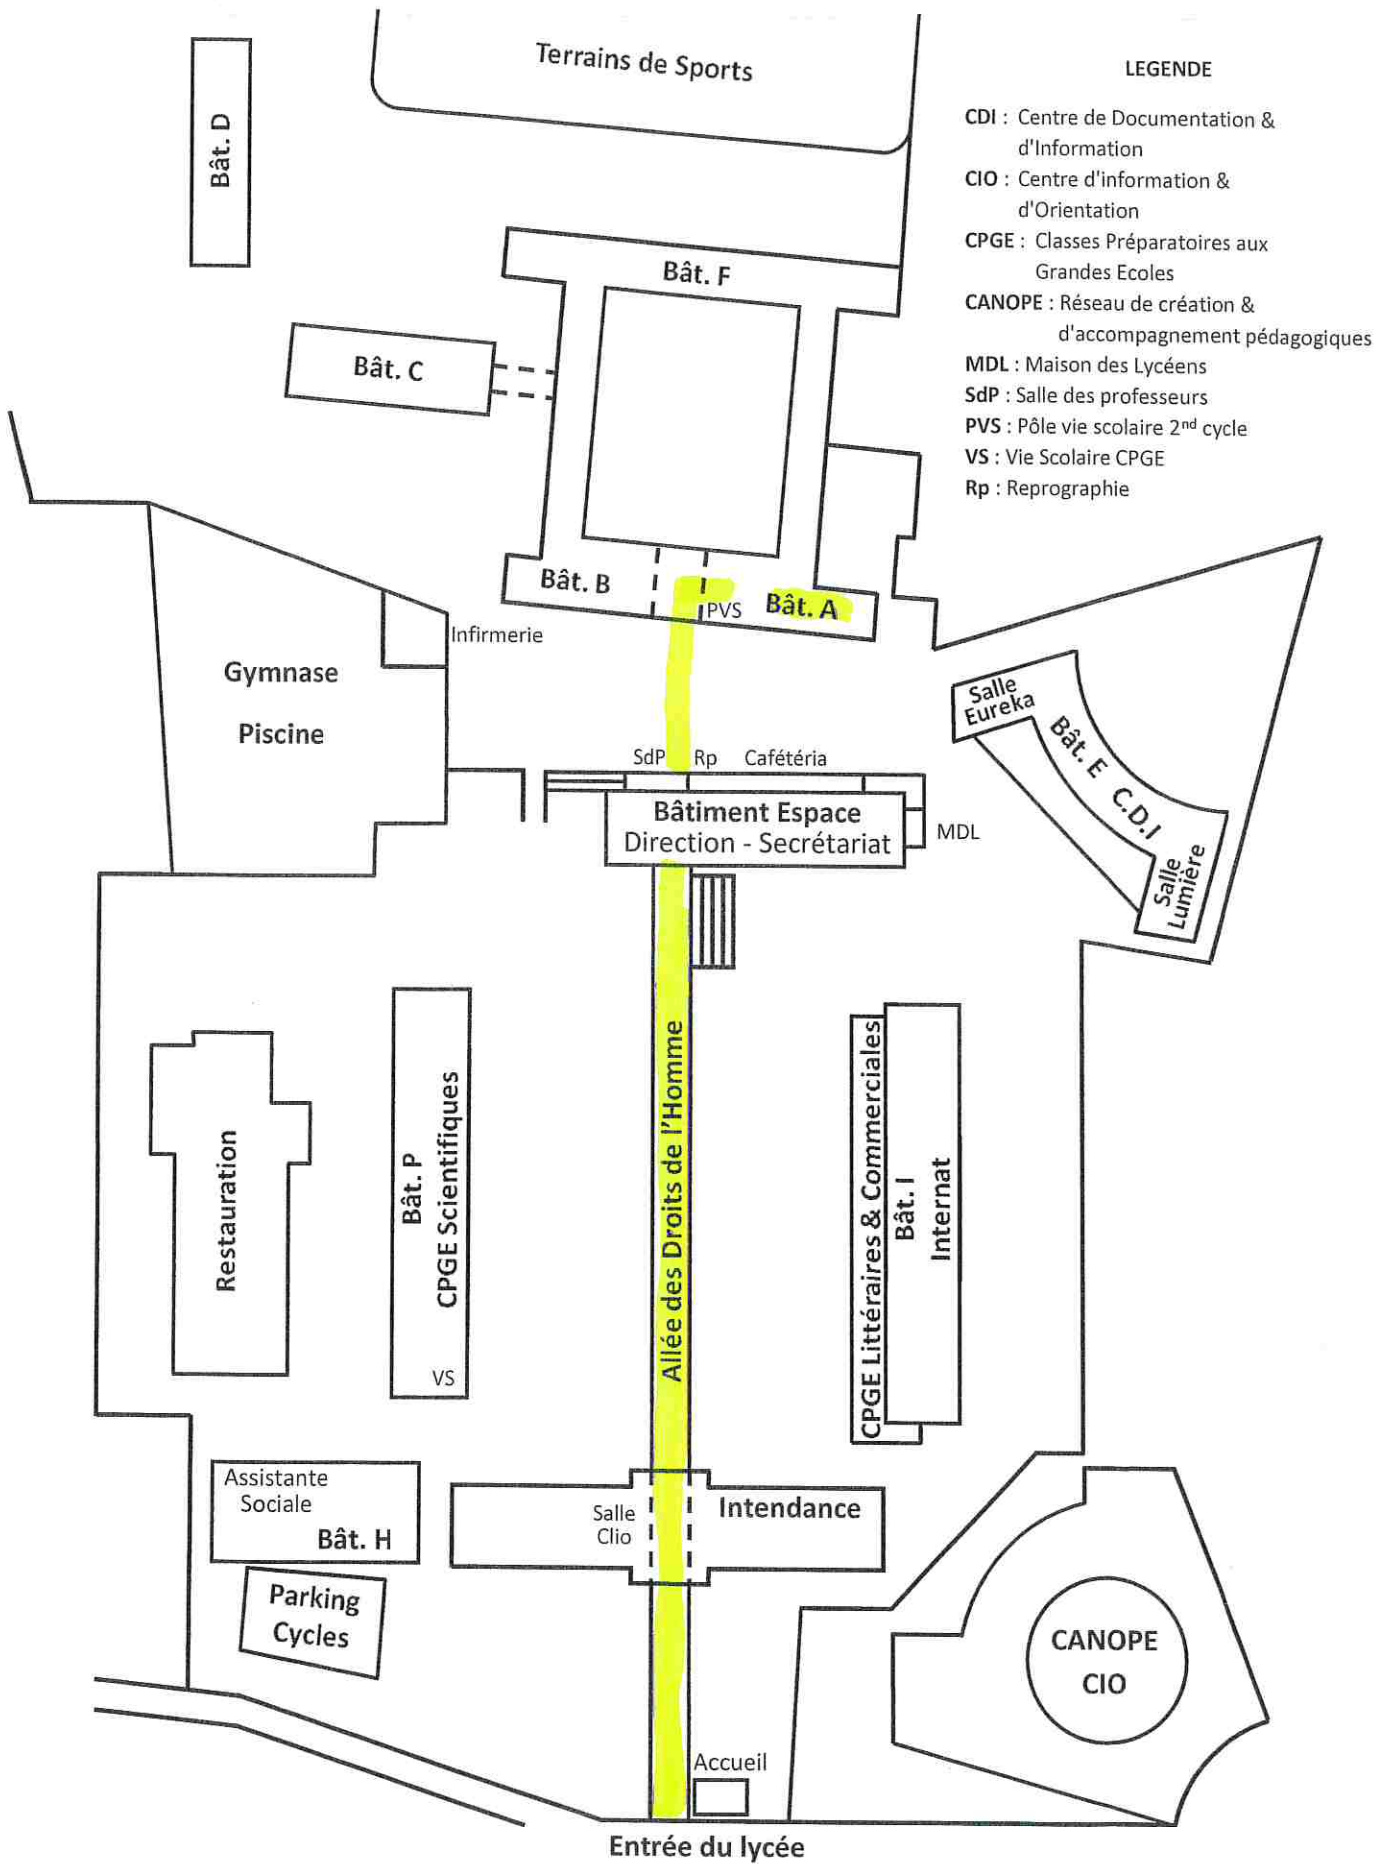 Terrains de Sports
LEGENDE
CDI : Centre de Documentation &
d'Information
CIO : Centre d'information &
d'Orientation
CPGE : Classes Préparatoires aux
Grandes Ecoles
CANOPE : Réseau de création &
d'accompagnement pédagogiques
MDL : Maison des Lycéens
SdP : Salle des professeurs
PVS : Pôle vie scolaire 2nd cycle
VS : Vie Scolaire CPGE
Rp : Reprographie
Bât. D
Bât. F
Bât. C
Bât. B
PVS
Bât. A
Infirmerie
Gymnase
Piscine
Salle
Eureka
Bât. E C.D.I
Salle
Lumière
SdP
Rp
Cafétéria
Bâtiment Espace
Direction - Secrétariat
MDL
Restauration
Bât. P
CPGE Scientifiques
VS
Allée des Droits de l'Homme
CPGE Littéraires & Commerciales
Bât. I
Internat
Assistante
Sociale
Bât. H
Parking
Cycles
Salle
Clio
Intendance
CANOPE
CIO
Accueil
Entrée du lycée